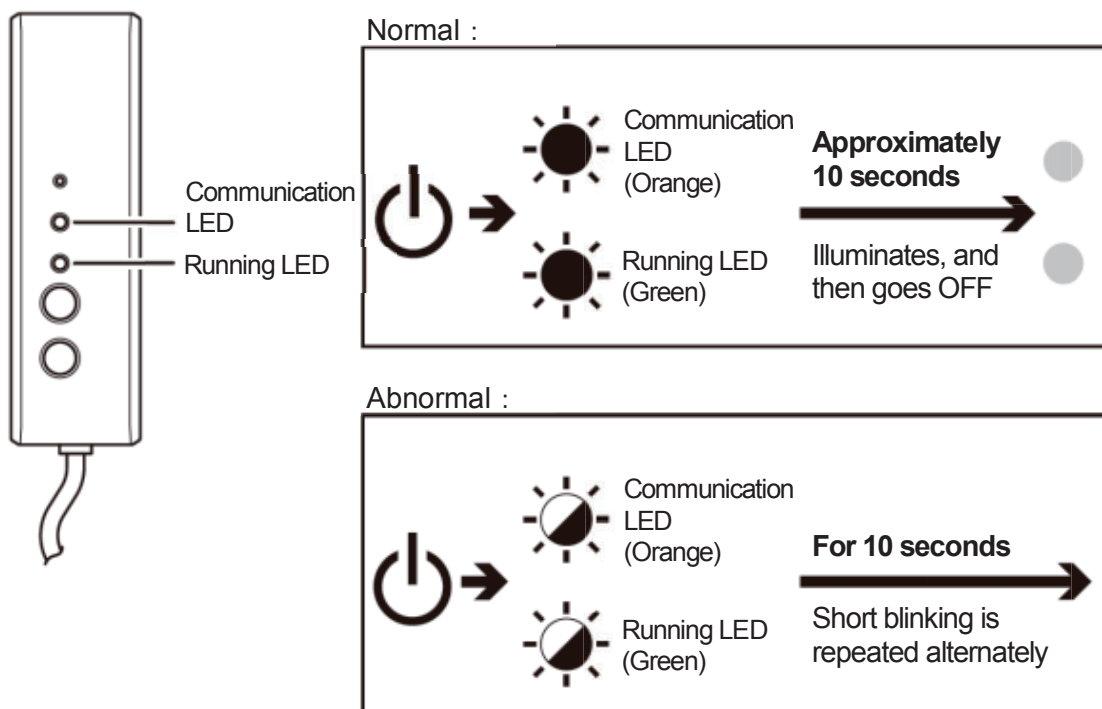 Communication
LED
Running LED
Normal :
Communication
LED
(Orange)
Running LED
(Green)
Approximately
10 seconds
Illuminates, and
then goes OFF
Abnormal :
Communication
LED
(Orange)
Running LED
(Green)
For 10 seconds
Short blinking is
repeated alternately